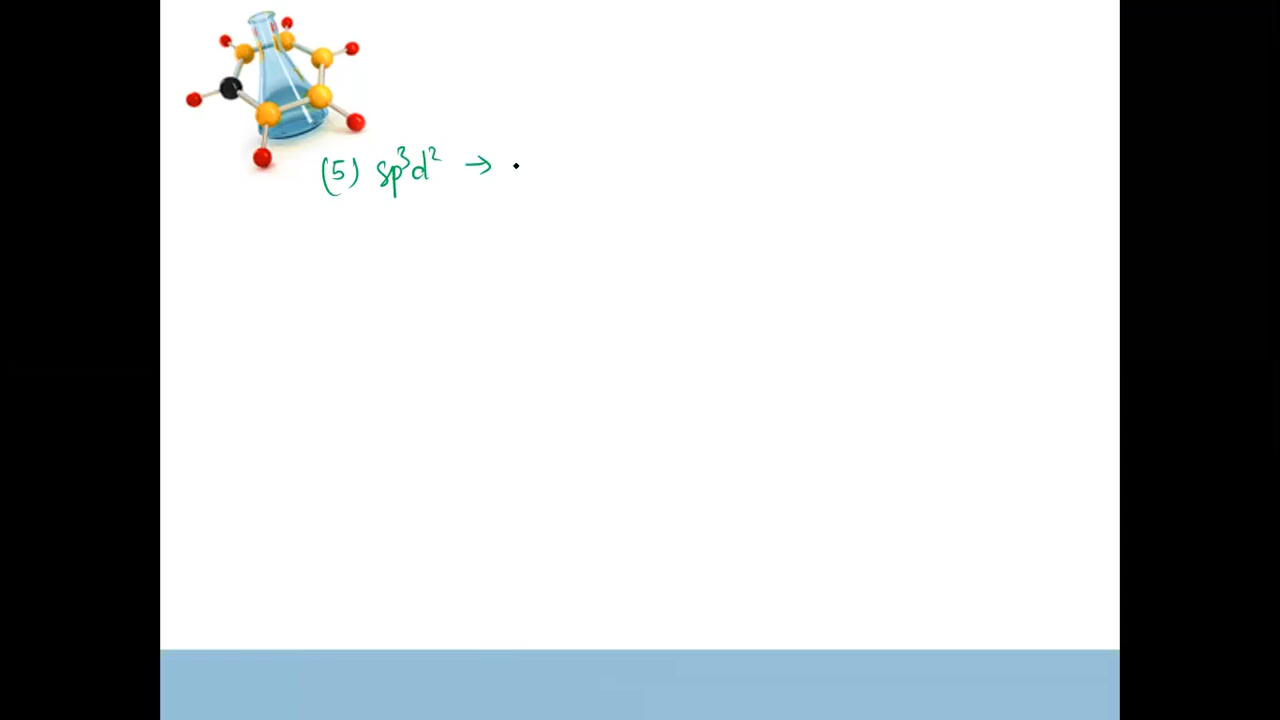 (5) sp³d² →